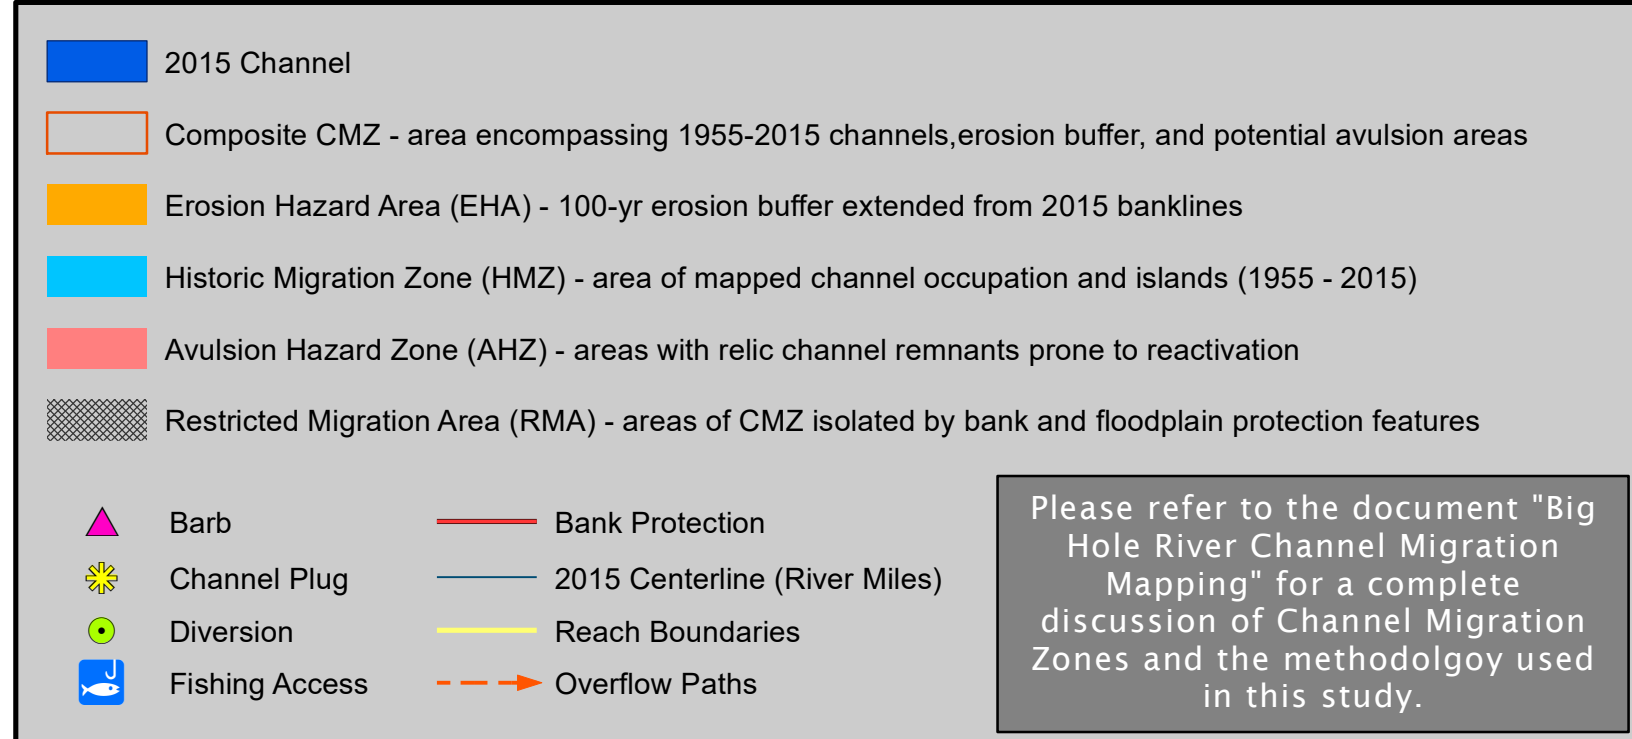 2015 Channel
Composite CMZ - area encompassing 1955-2015 channels,erosion buffer, and potential avulsion areas
Erosion Hazard Area (EHA) - 100-yr erosion buffer extended from 2015 banklines
Historic Migration Zone (HMZ) - area of mapped channel occupation and islands (1955 - 2015)
Avulsion Hazard Zone (AHZ) - areas with relic channel remnants prone to reactivation
Restricted Migration Area (RMA) - areas of CMZ isolated by bank and floodplain protection features
Barb
Channel Plug
Diversion
Fishing Access
Bank Protection
2015 Centerline (River Miles)
Reach Boundaries
Overflow Paths
Please refer to the document "Big
Hole River Channel Migration
Mapping" for a complete
discussion of Channel Migration
Zones and the methodolgoy used
in this study.